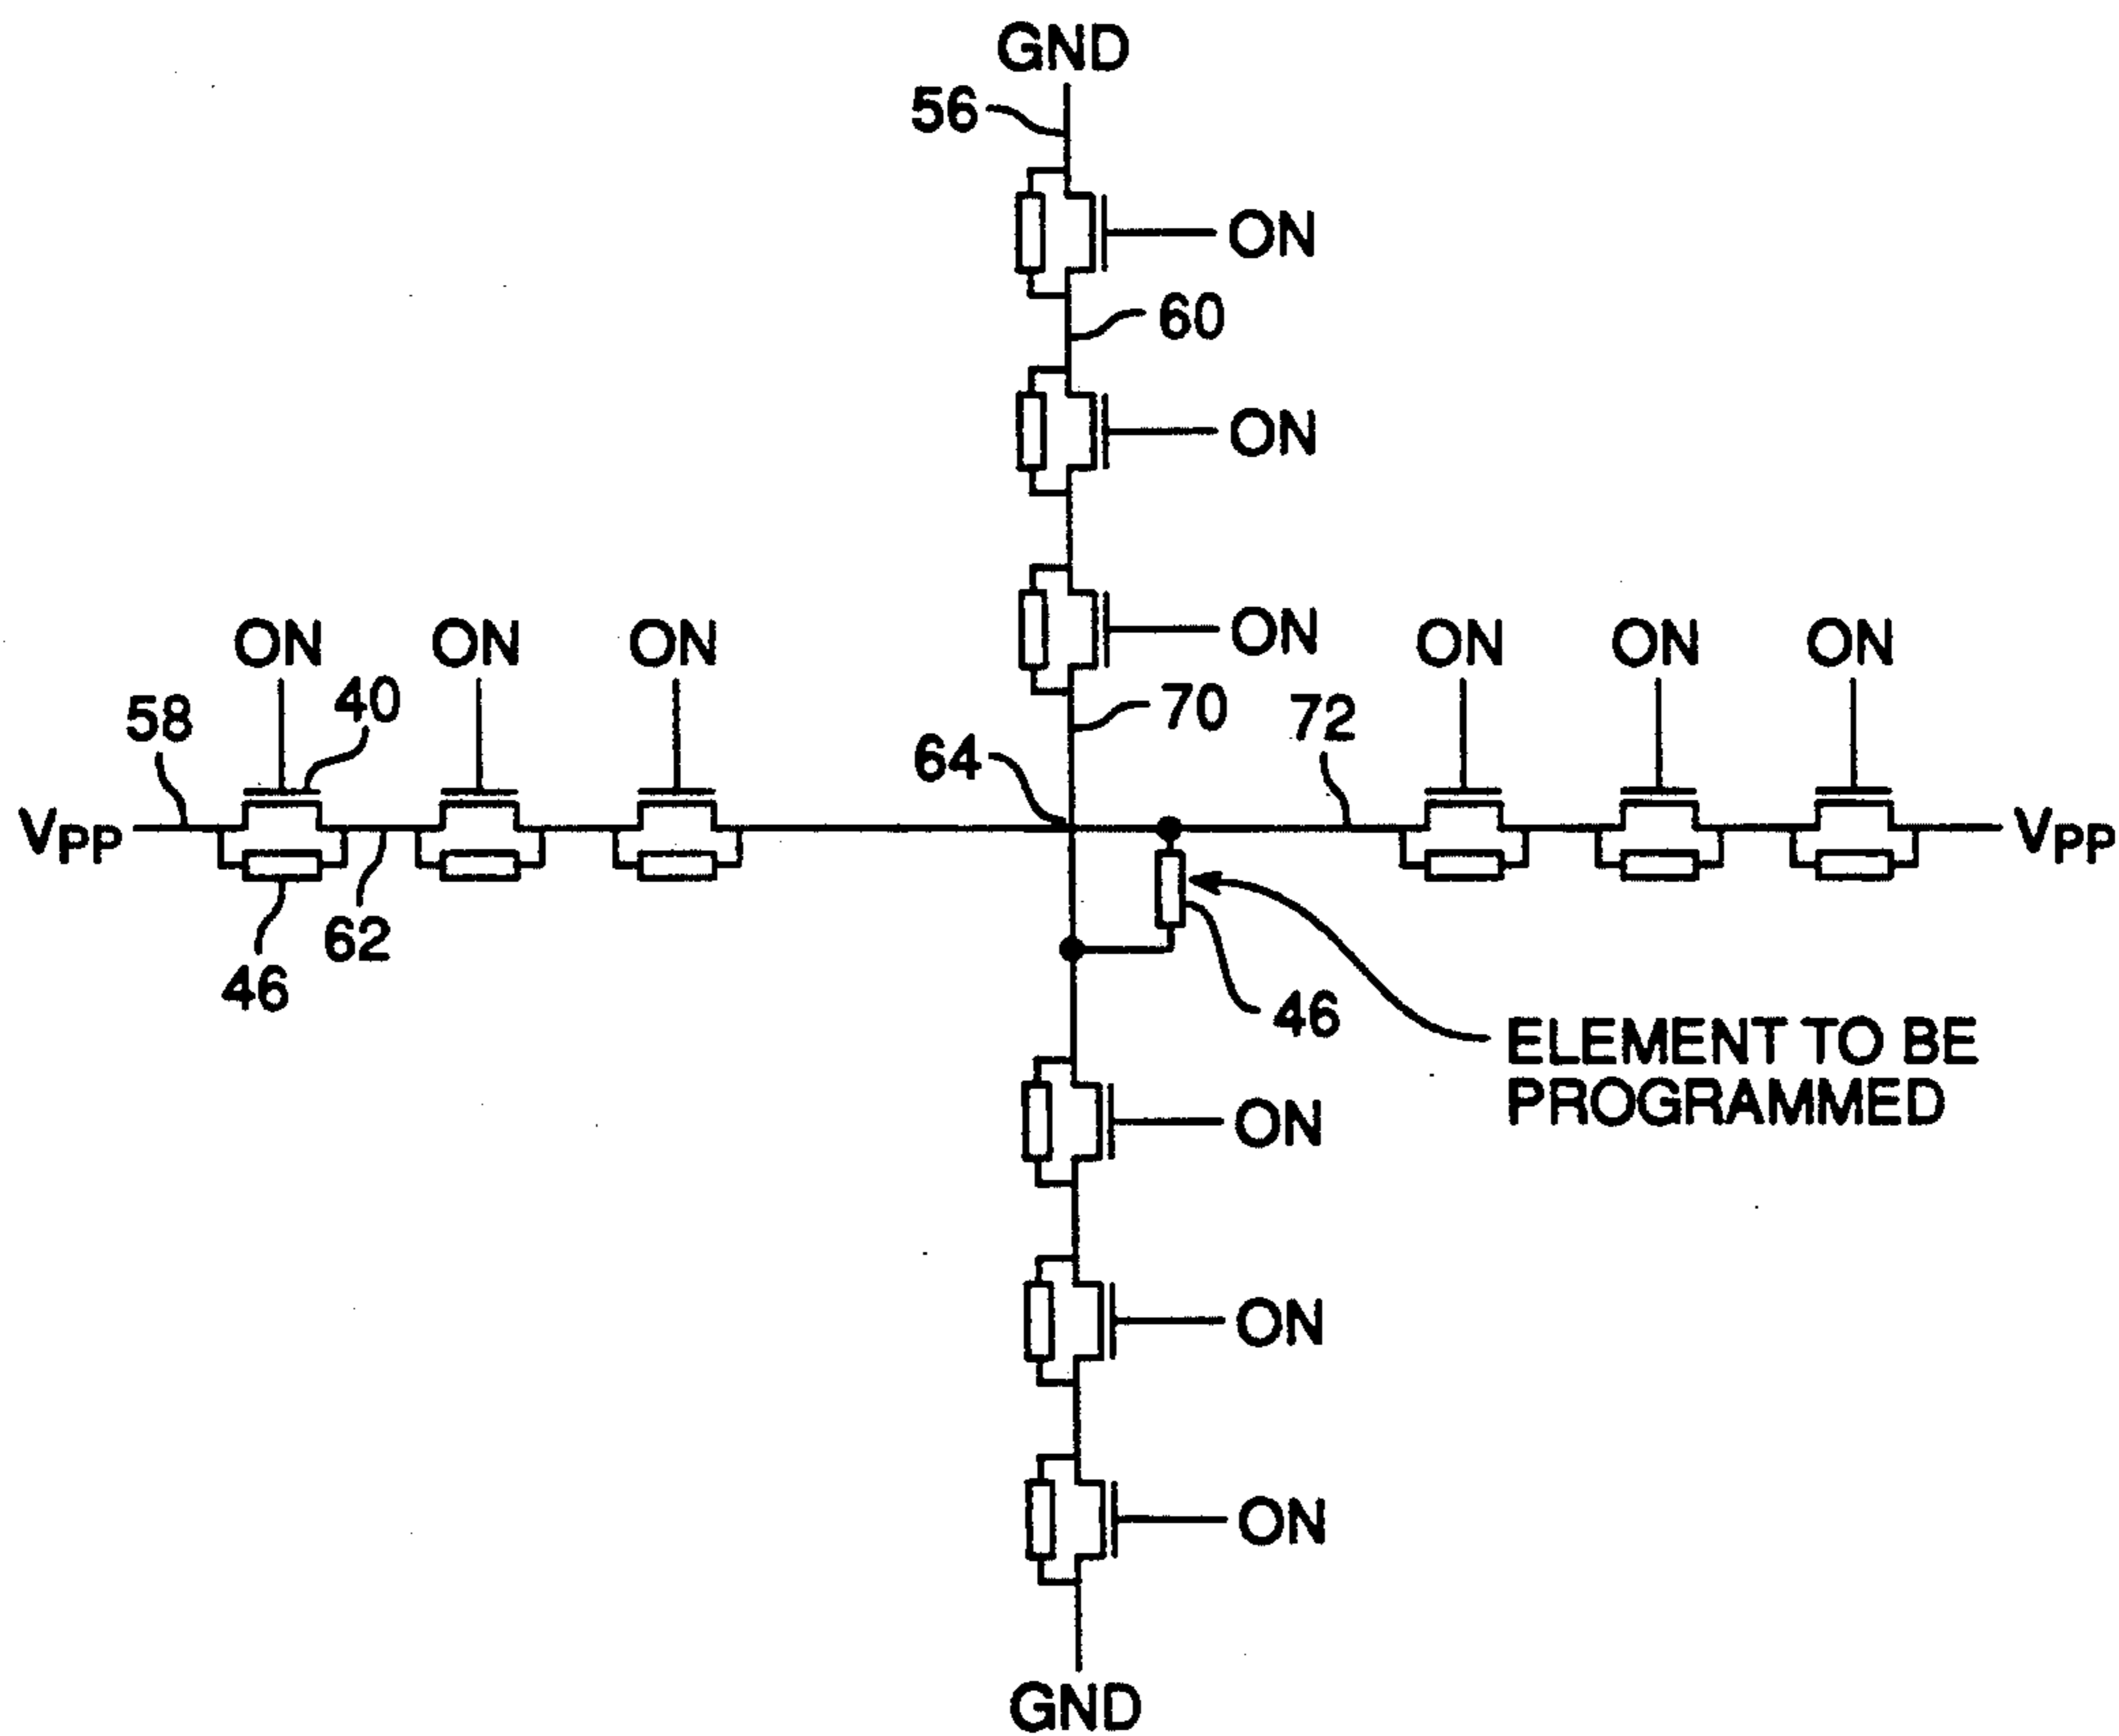 GND
56
ON
60
ON
ON
ON ON ON
ON ON ON
70
72
58
40
64
VPP
VPP
46
62
46
ELEMENT TO BE
PROGRAMMED
ON
ON
ON
GND